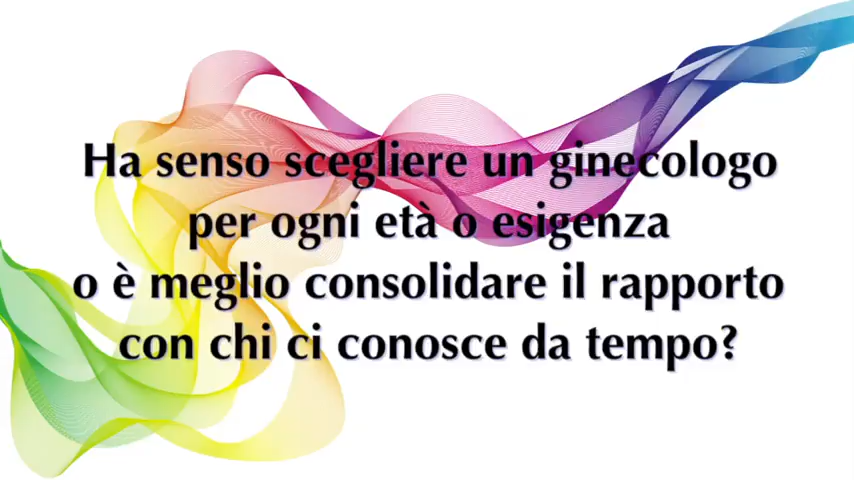 Ha senso scegliere un ginecologo
per ogni età o esigenza
o è meglio consolidare il rapporto
con chi ci conosce da tempo?